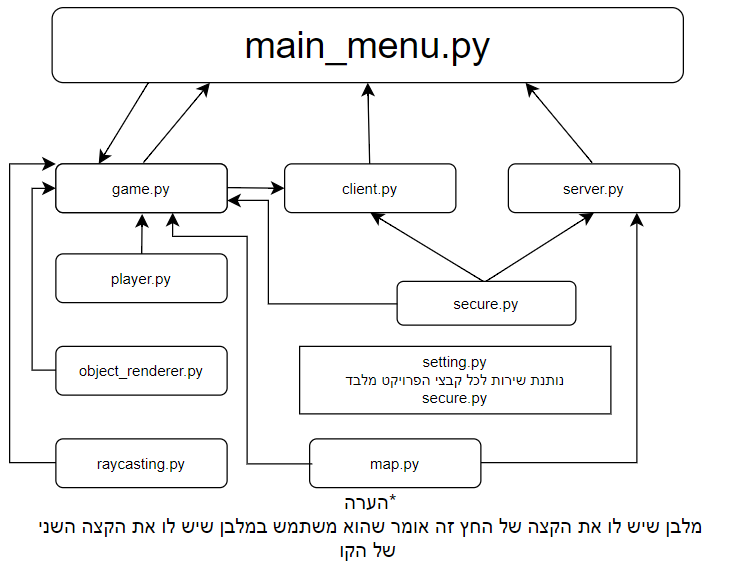 main_menu.py
game.py
client.py
server.py
player.py
secure.py
object_renderer.py
setting.py
נותנת שירות לכל קבצי הפרויקט מלבד
secure.py
raycasting.py
map.py
*הערה
מלבן שיש לו את הקצה של החץ זה אומר שהוא משתמש במלבן שיש לו את הקצה השני
של הקו